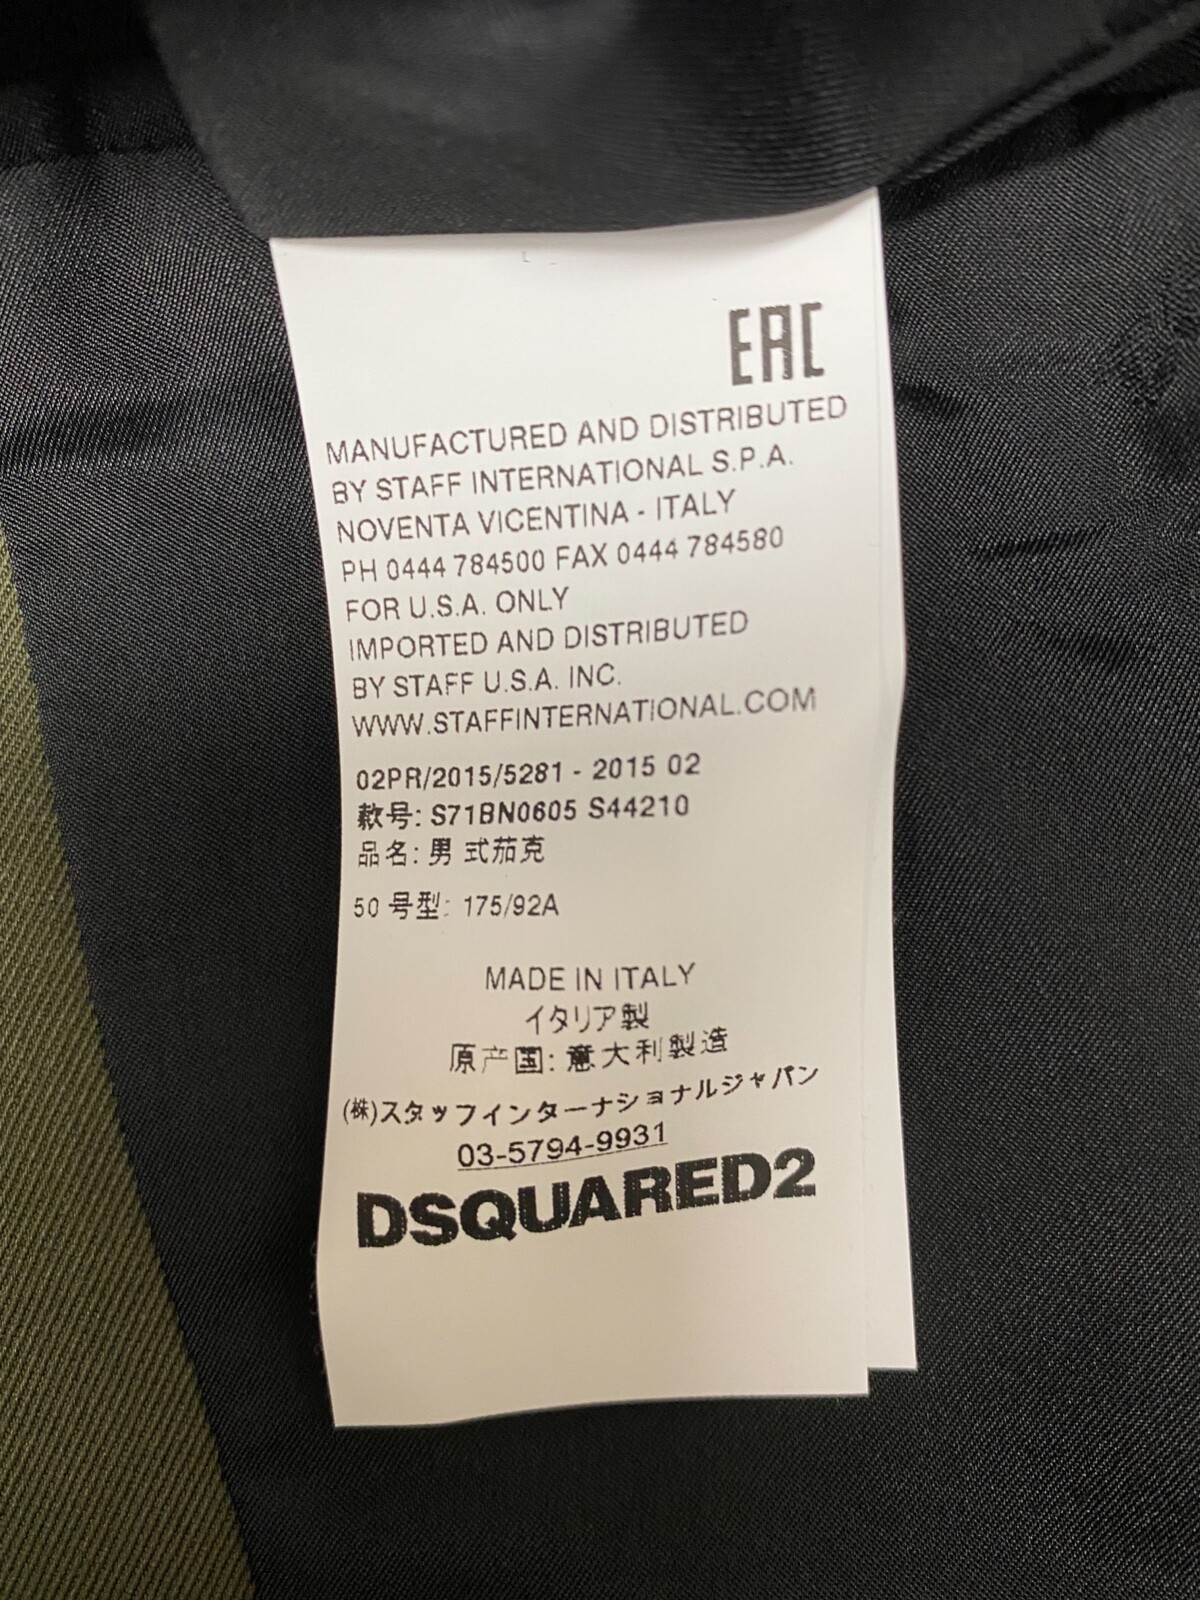 EAC
MANUFACTURED AND DISTRIBUTED
BY STAFF INTERNATIONAL S.P.A.
NOVENTA VICENTINA - ITALY
PH 0444 784500 FAX 0444 784580
FOR U.S.A. ONLY
IMPORTED AND DISTRIBUTED
BY STAFF U.S.A. INC.
WWW.STAFFINTERNATIONAL.COM
02PR/2015/5281 - 2015 02
款号: S71BN0605 S44210
品名: 男 式茄克
50 号型: 175/92A
MADE IN ITALY
イタリア製
原产国: 意大利製造
(株)スタッフインターナショナルジャパン
03-5794-9931
DSQUARED2